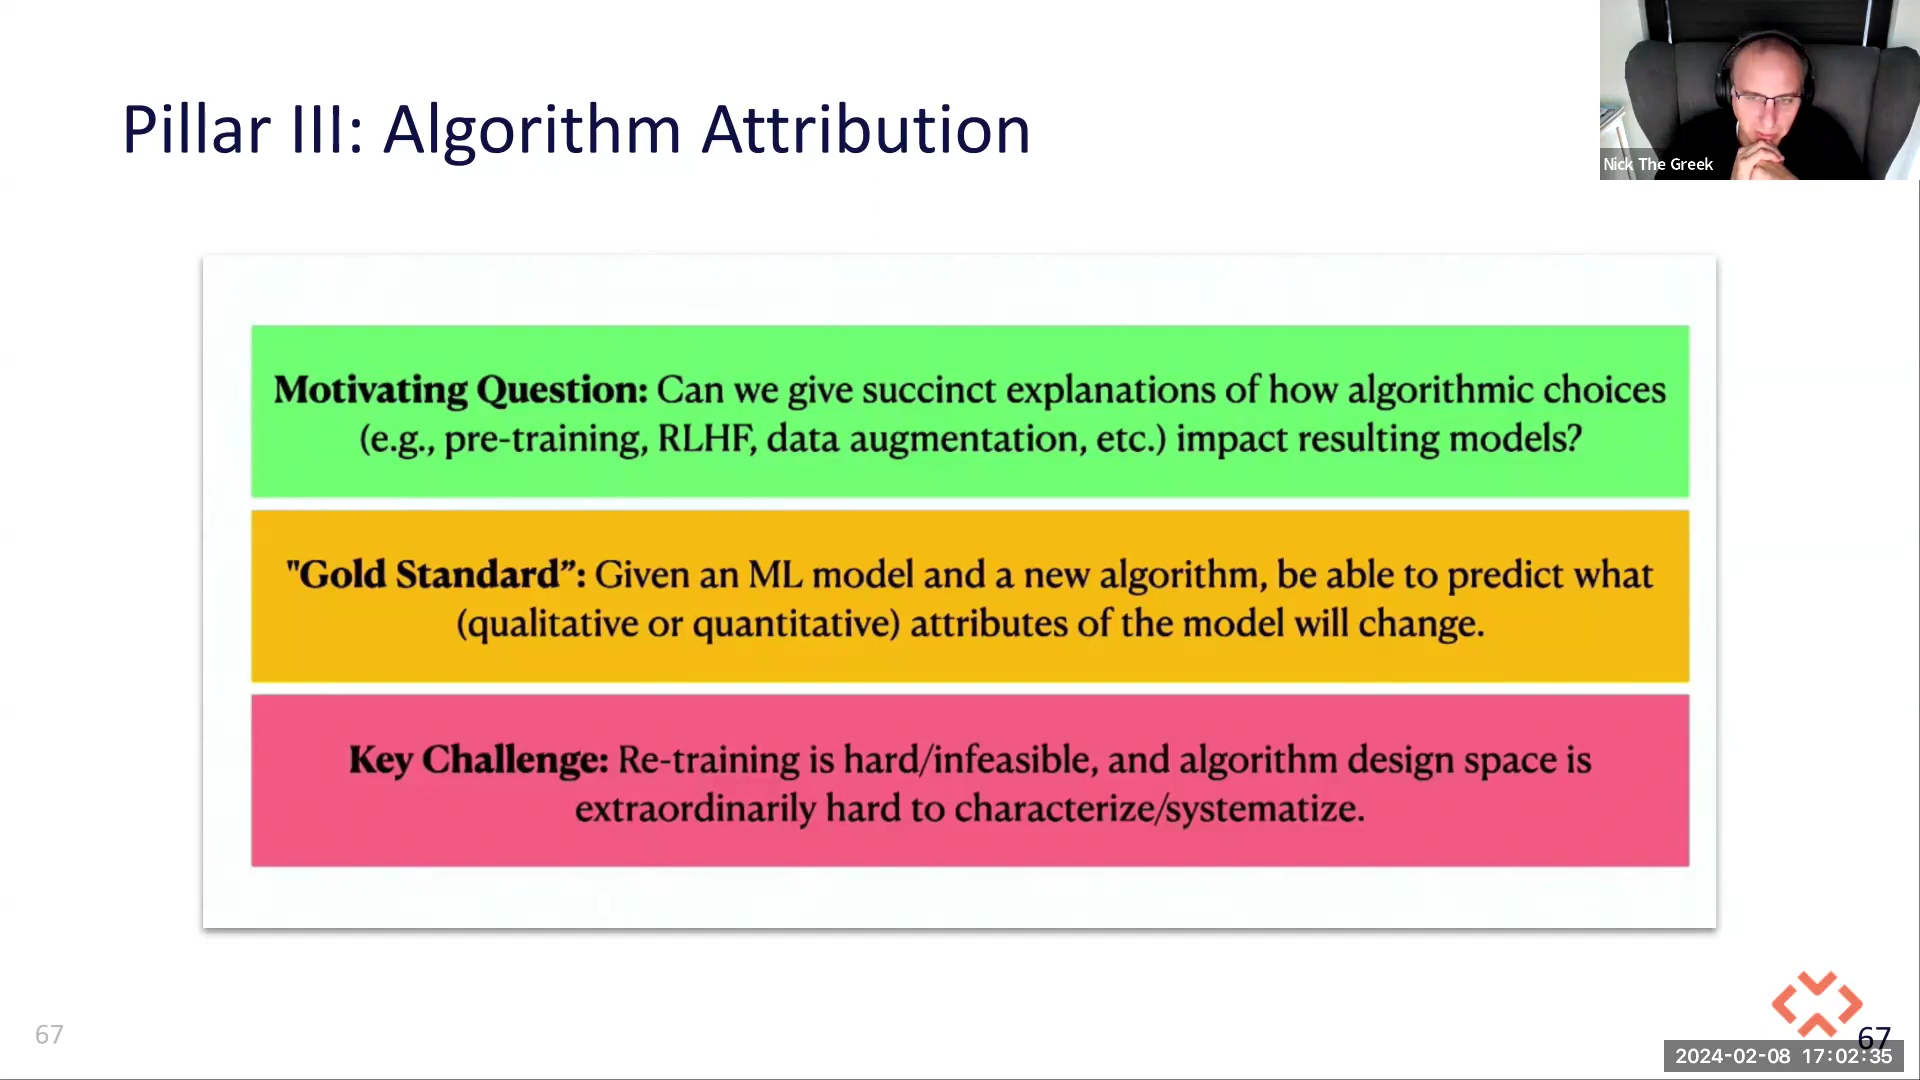 Pillar III: Algorithm Attribution
Nick The Greek
Motivating Question: Can we give succinct explanations of how algorithmic choices
(e.g., pre-training, RLHF, data augmentation, etc.) impact resulting models?
"Gold Standard”: Given an ML model and a new algorithm, be able to predict what
(qualitative or quantitative) attributes of the model will change.
Key Challenge: Re-training is hard/infeasible, and algorithm design space is
extraordinarily hard to characterize/systematize.
67
67
2024-02-08 17:02:35